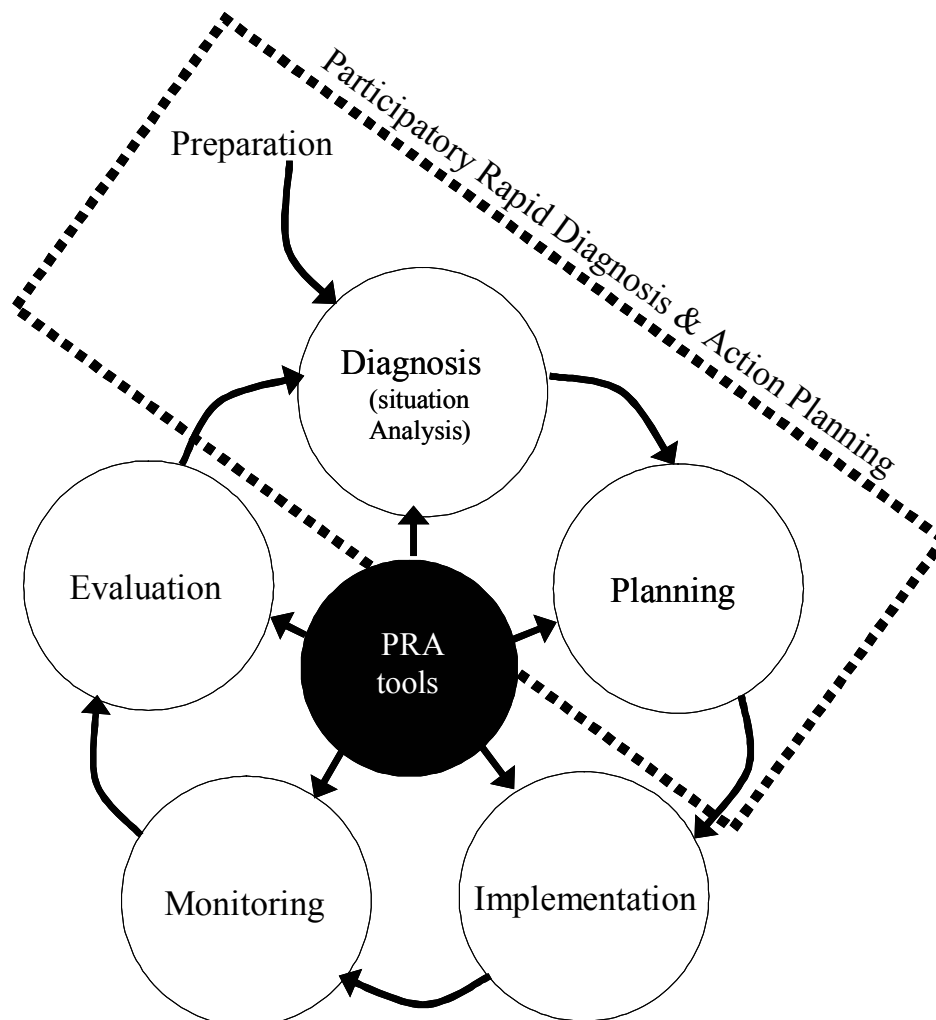 Participatory Rapid Diagnosis & Action Planning
Preparation
Diagnosis
(situation
Analysis)
Evaluation
Planning
PRA
tools
Monitoring
Implementation